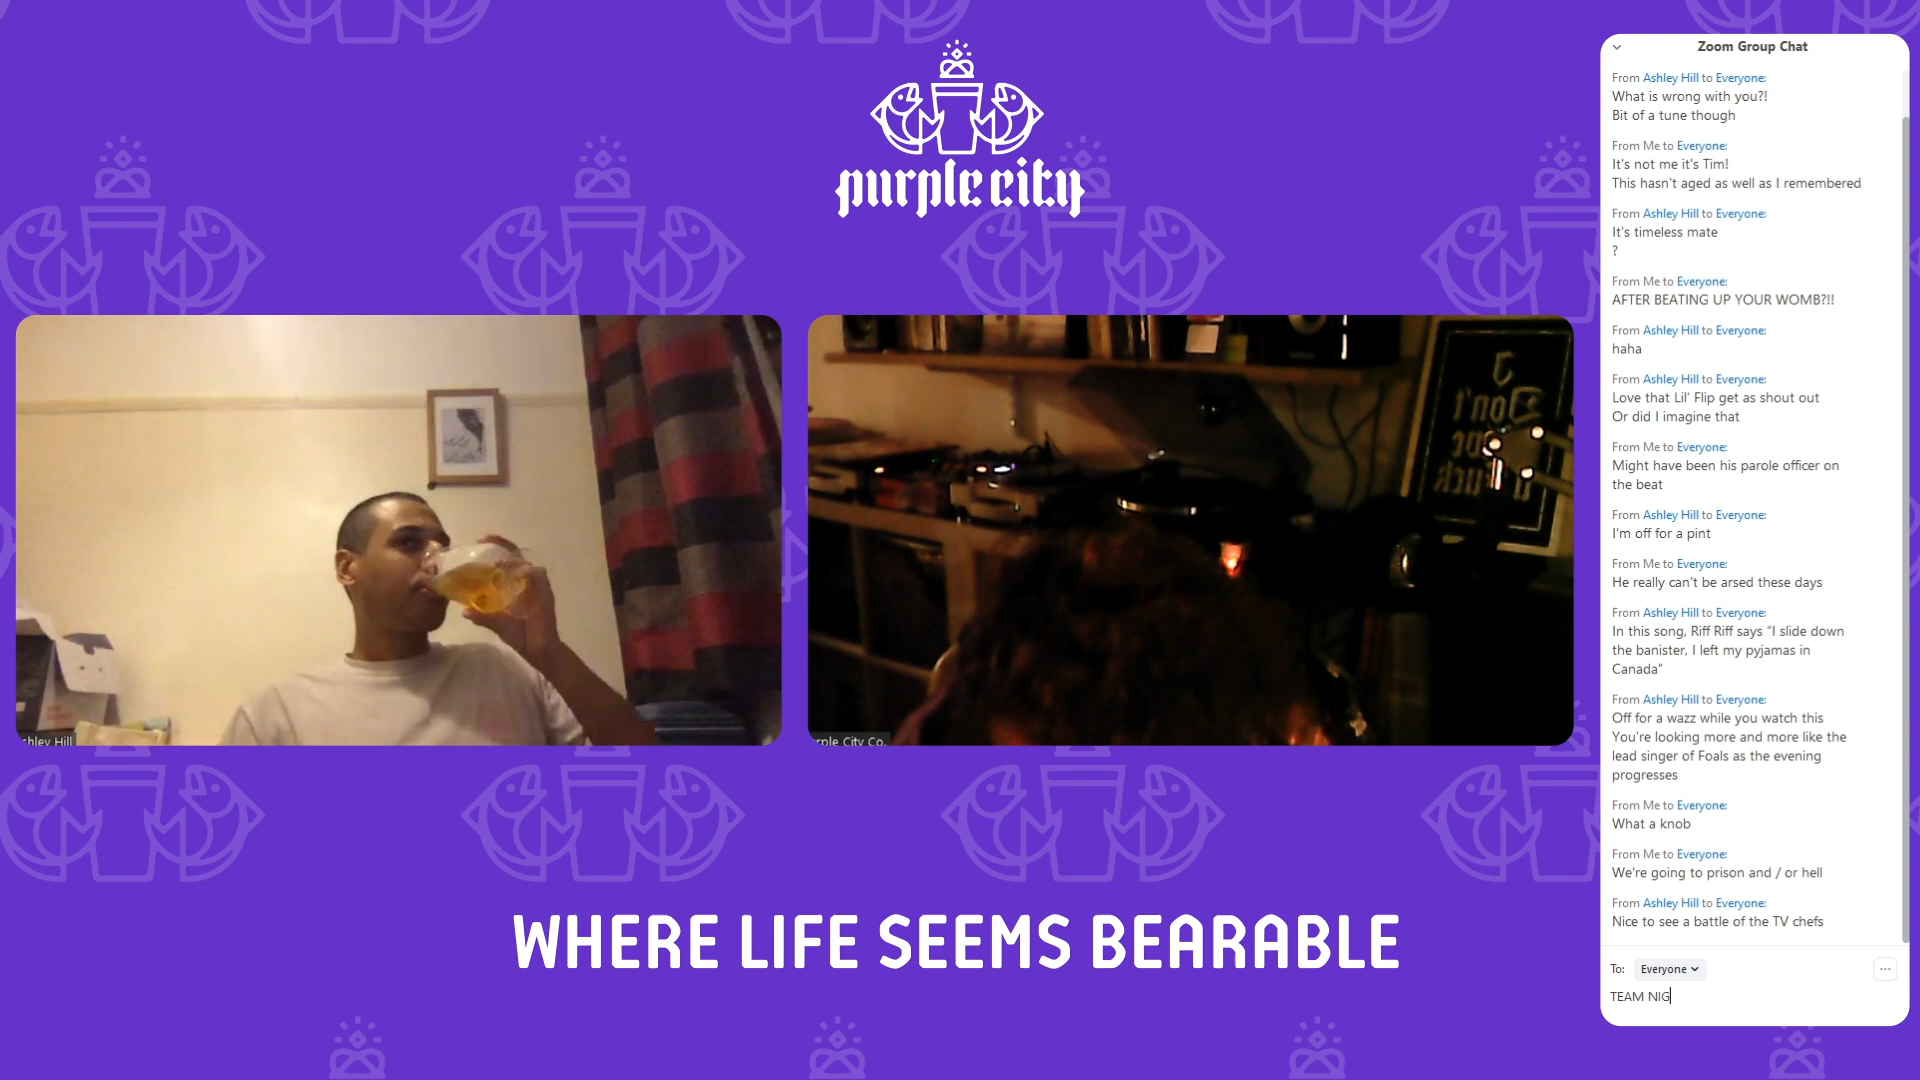 purple city
I
Don't
hley Hill
rple City Co.
WHERE LIFE SEEMS BEARABLE
Zoom Group Chat
From Ashley Hill to Everyone:
What is wrong with you?!
Bit of a tune though
From Me to Everyone:
It's not me it's Tim!
This hasn't aged as well as I remembered
From Ashley Hill to Everyone:
It's timeless mate
?
From Me to Everyone:
AFTER BEATING UP YOUR WOMB?!!
From Ashley Hill to Everyone:
haha
From Ashley Hill to Everyone:
Love that Lil' Flip get as shout out
Or did I imagine that
From Me to Everyone:
Might have been his parole officer on
the beat
From Ashley Hill to Everyone:
I'm off for a pint
From Me to Everyone:
He really can't be arsed these days
From Ashley Hill to Everyone:
In this song, Riff Riff says "I slide down
the banister, I left my pyjamas in
Canada"
From Ashley Hill to Everyone:
Off for a wazz while you watch this
You're looking more and more like the
lead singer of Foals as the evening
progresses
From Me to Everyone:
What a knob
From Me to Everyone:
We're going to prison and / or hell
From Ashley Hill to Everyone:
Nice to see a battle of the TV chefs
To: Everyone
TEAM NIG